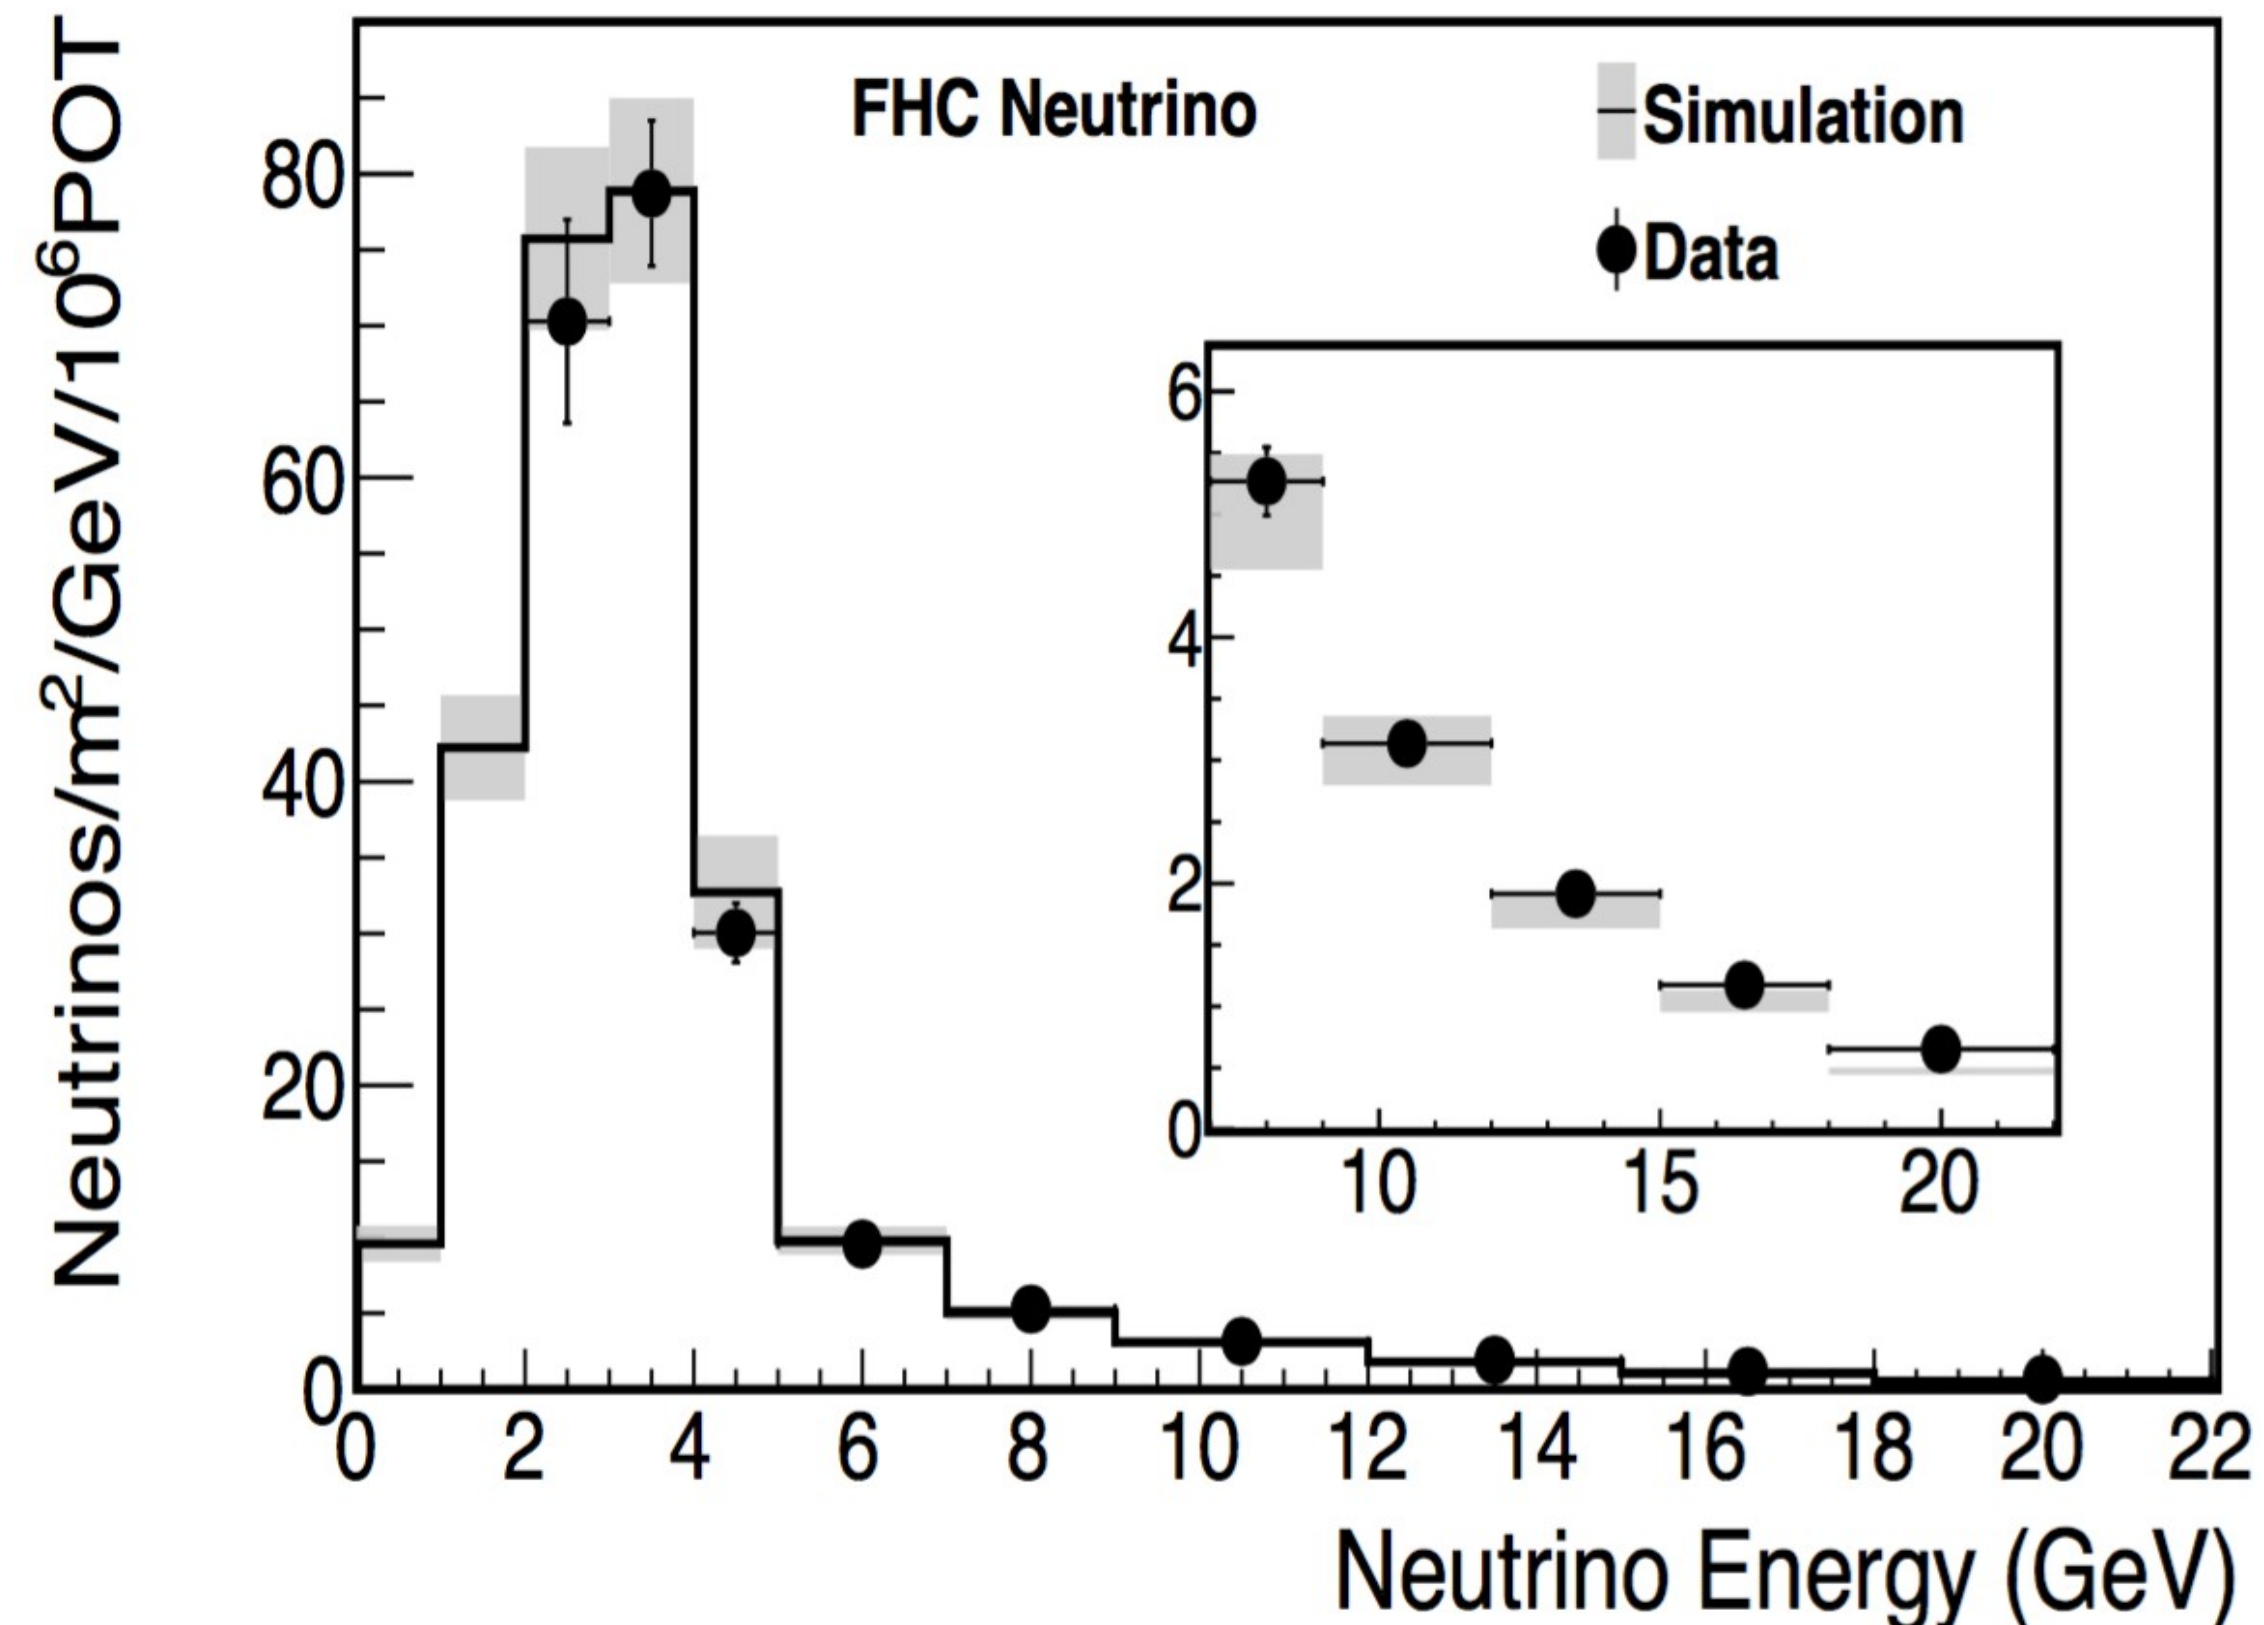 Neutrinos/m²/GeV/10⁶POT
FHC Neutrino
Simulation
Data
80
60
40
20
0
6
4
2
0
10 15 20
0 2 4 6 8 10 12 14 16 18 20 22
Neutrino Energy (GeV)